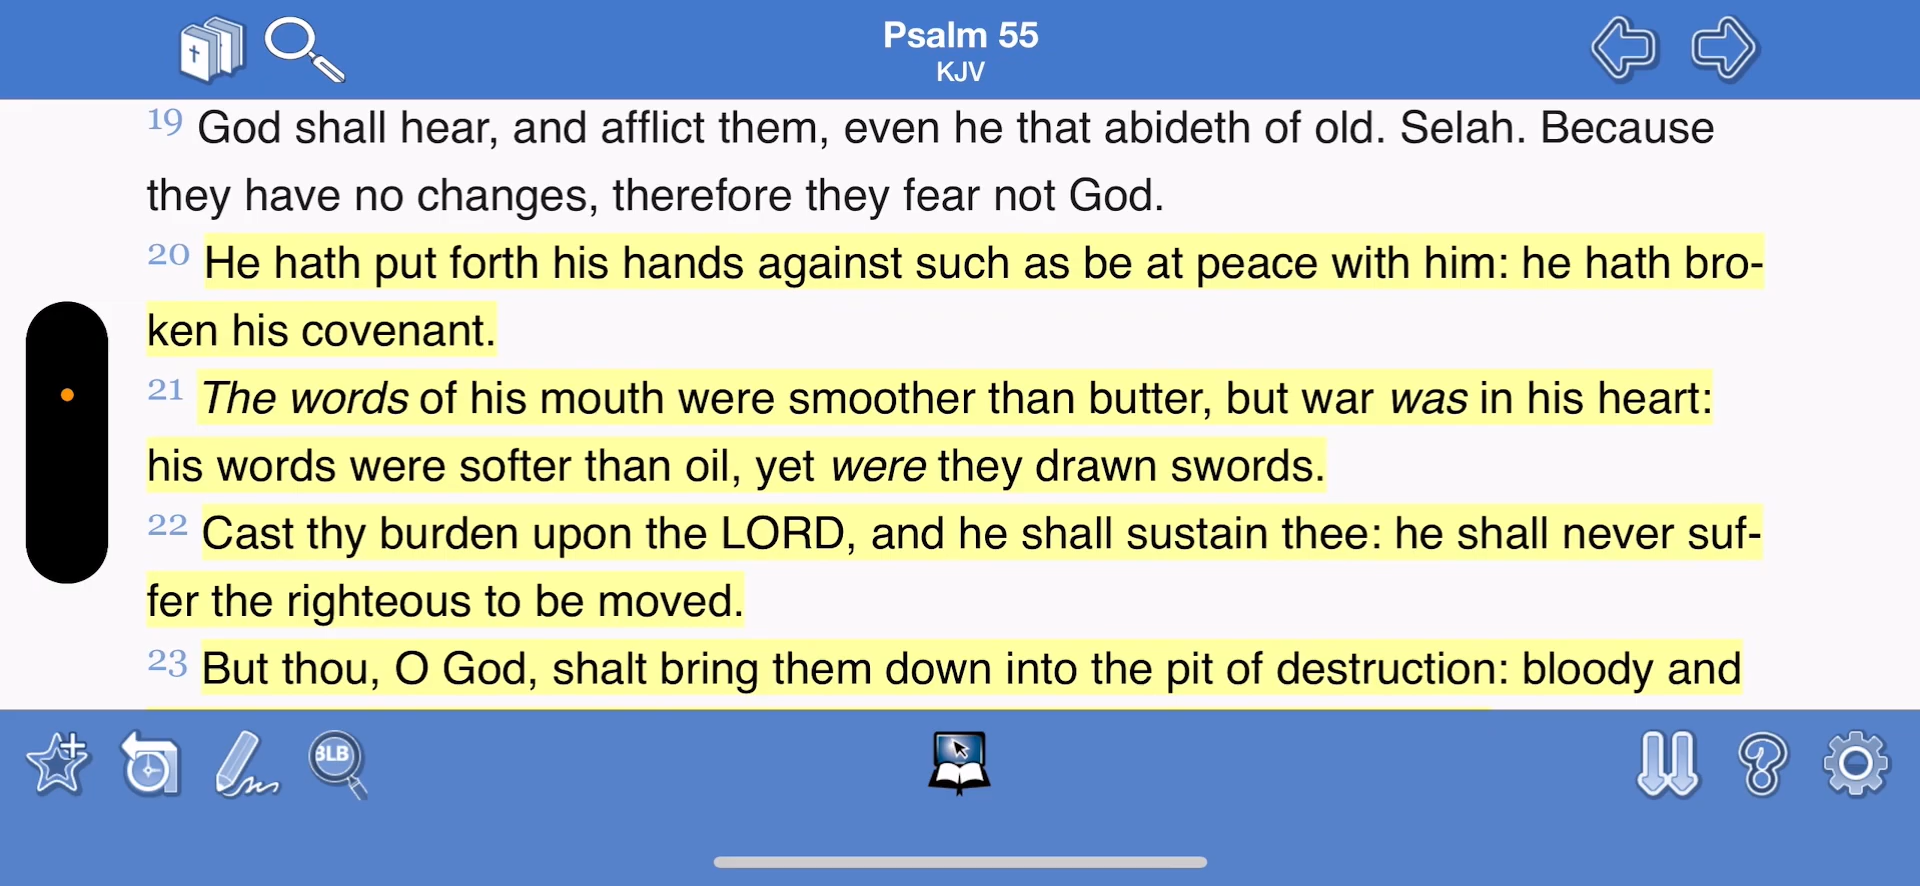 Psalm 55
KJV
19 God shall hear, and afflict them, even he that abideth of old. Selah. Because
they have no changes, therefore they fear not God.
20 He hath put forth his hands against such as be at peace with him: he hath bro-
ken his covenant.
21 The words of his mouth were smoother than butter, but war was in his heart:
his words were softer than oil, yet were they drawn swords.
22 Cast thy burden upon the LORD, and he shall sustain thee: he shall never suf-
fer the righteous to be moved.
23 But thou, O God, shalt bring them down into the pit of destruction: bloody and
BLB